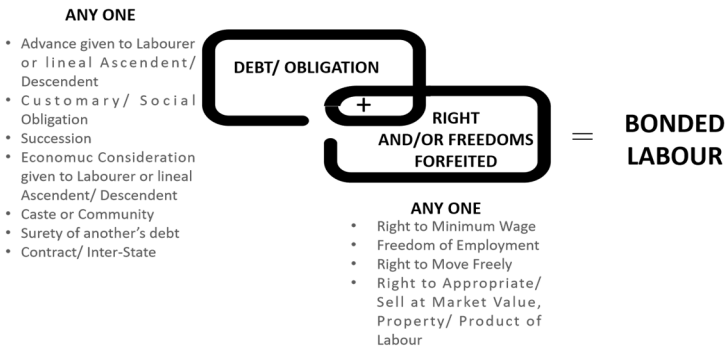 ANY ONE
• Advance given to Labourer
or lineal Ascendent/
Descendent
• Customary/ Social
Obligation
• Succession
• Economuc Consideration
given to Labourer or lineal
Ascendent/ Descendent
• Caste or Community
• Surety of another's debt
• Contract/ Inter-State
DEBT/ OBLIGATION
+
RIGHT
AND/OR FREEDOMS
FORFEITED
=
BONDED
LABOUR
ANY ONE
• Right to Minimum Wage
• Freedom of Employment
• Right to Move Freely
• Right to Appropriate/
Sell at Market Value,
Property/ Product of
Labour